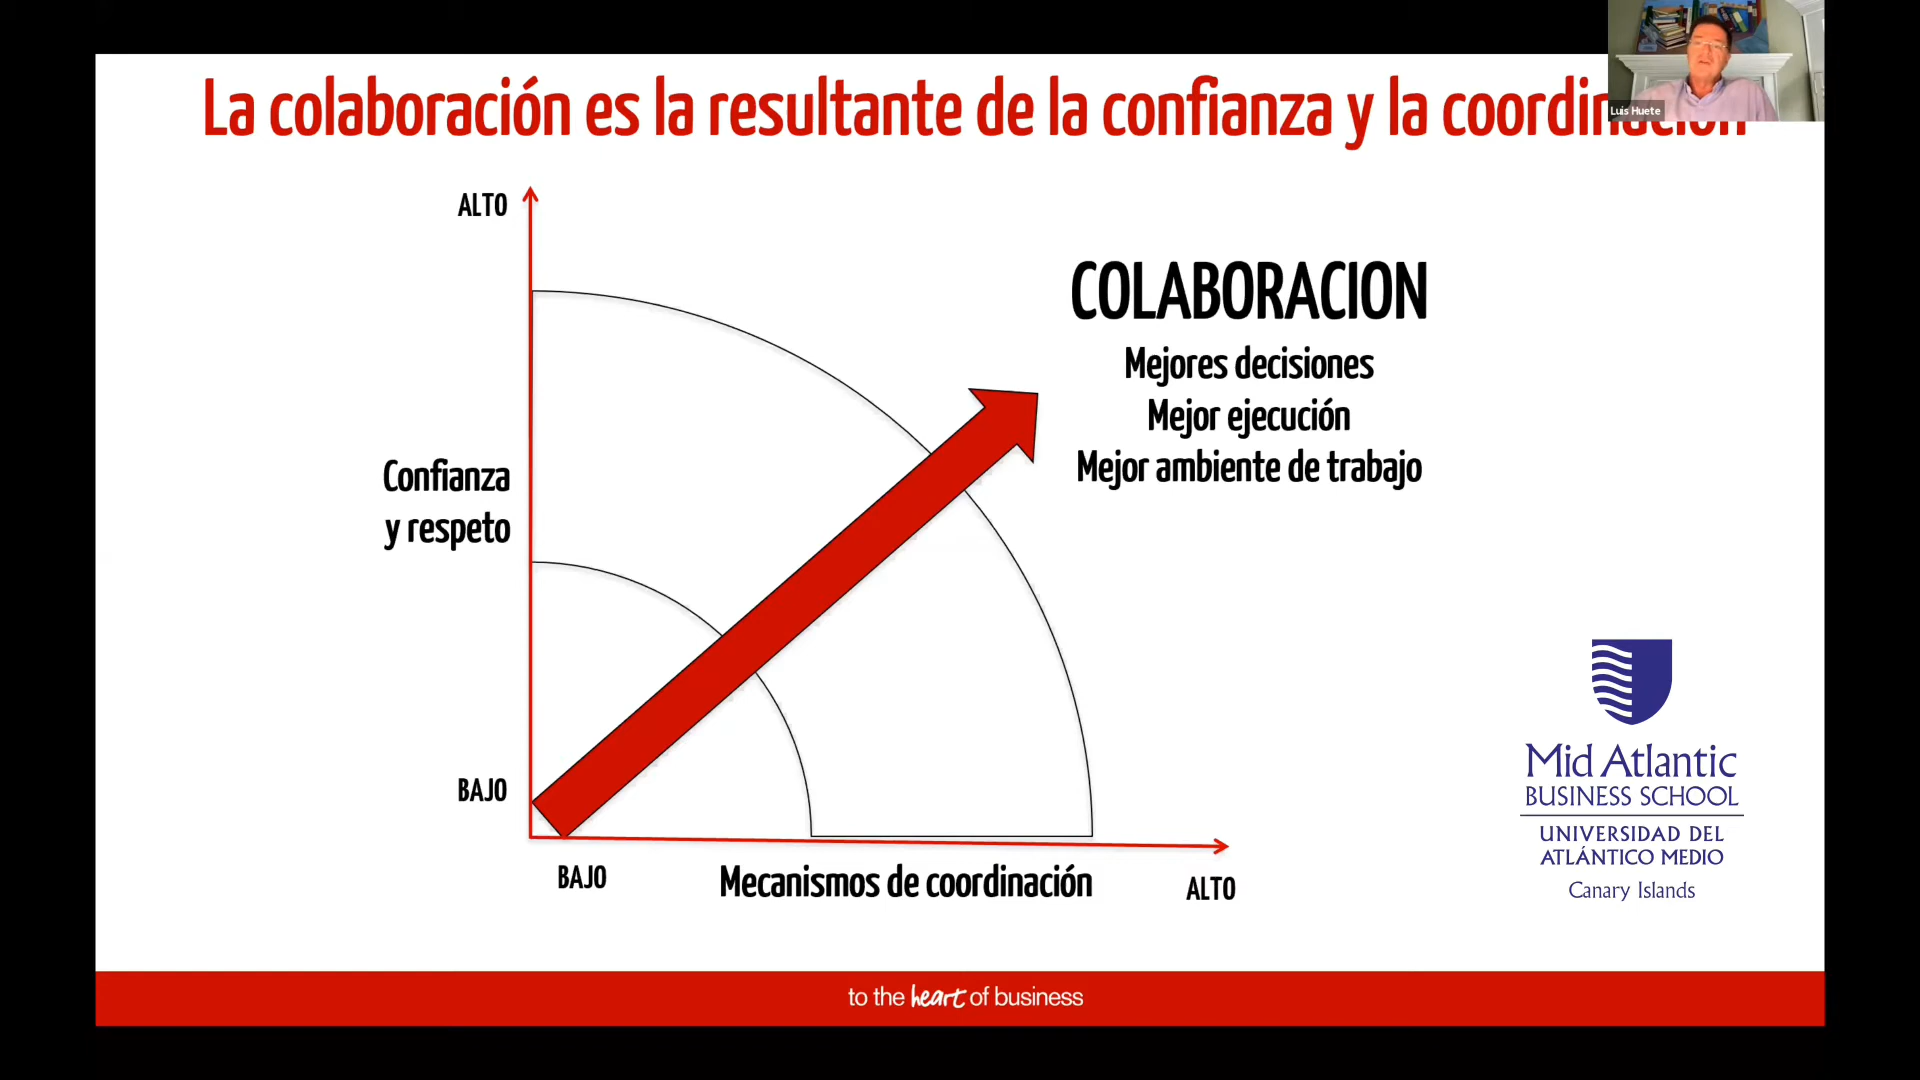 La colaboración es la resultante de la confianza y la coordinación
Luis Huete
ALTO
COLABORACION
Mejores decisiones
Mejor ejecución
Mejor ambiente de trabajo
Confianza
y respeto
BAJO
BAJO
Mecanismos de coordinación
ALTO
Mid Atlantic
BUSINESS SCHOOL
UNIVERSIDAD DEL
ATLÁNTICO MEDIO
Canary Islands
to the heart of business